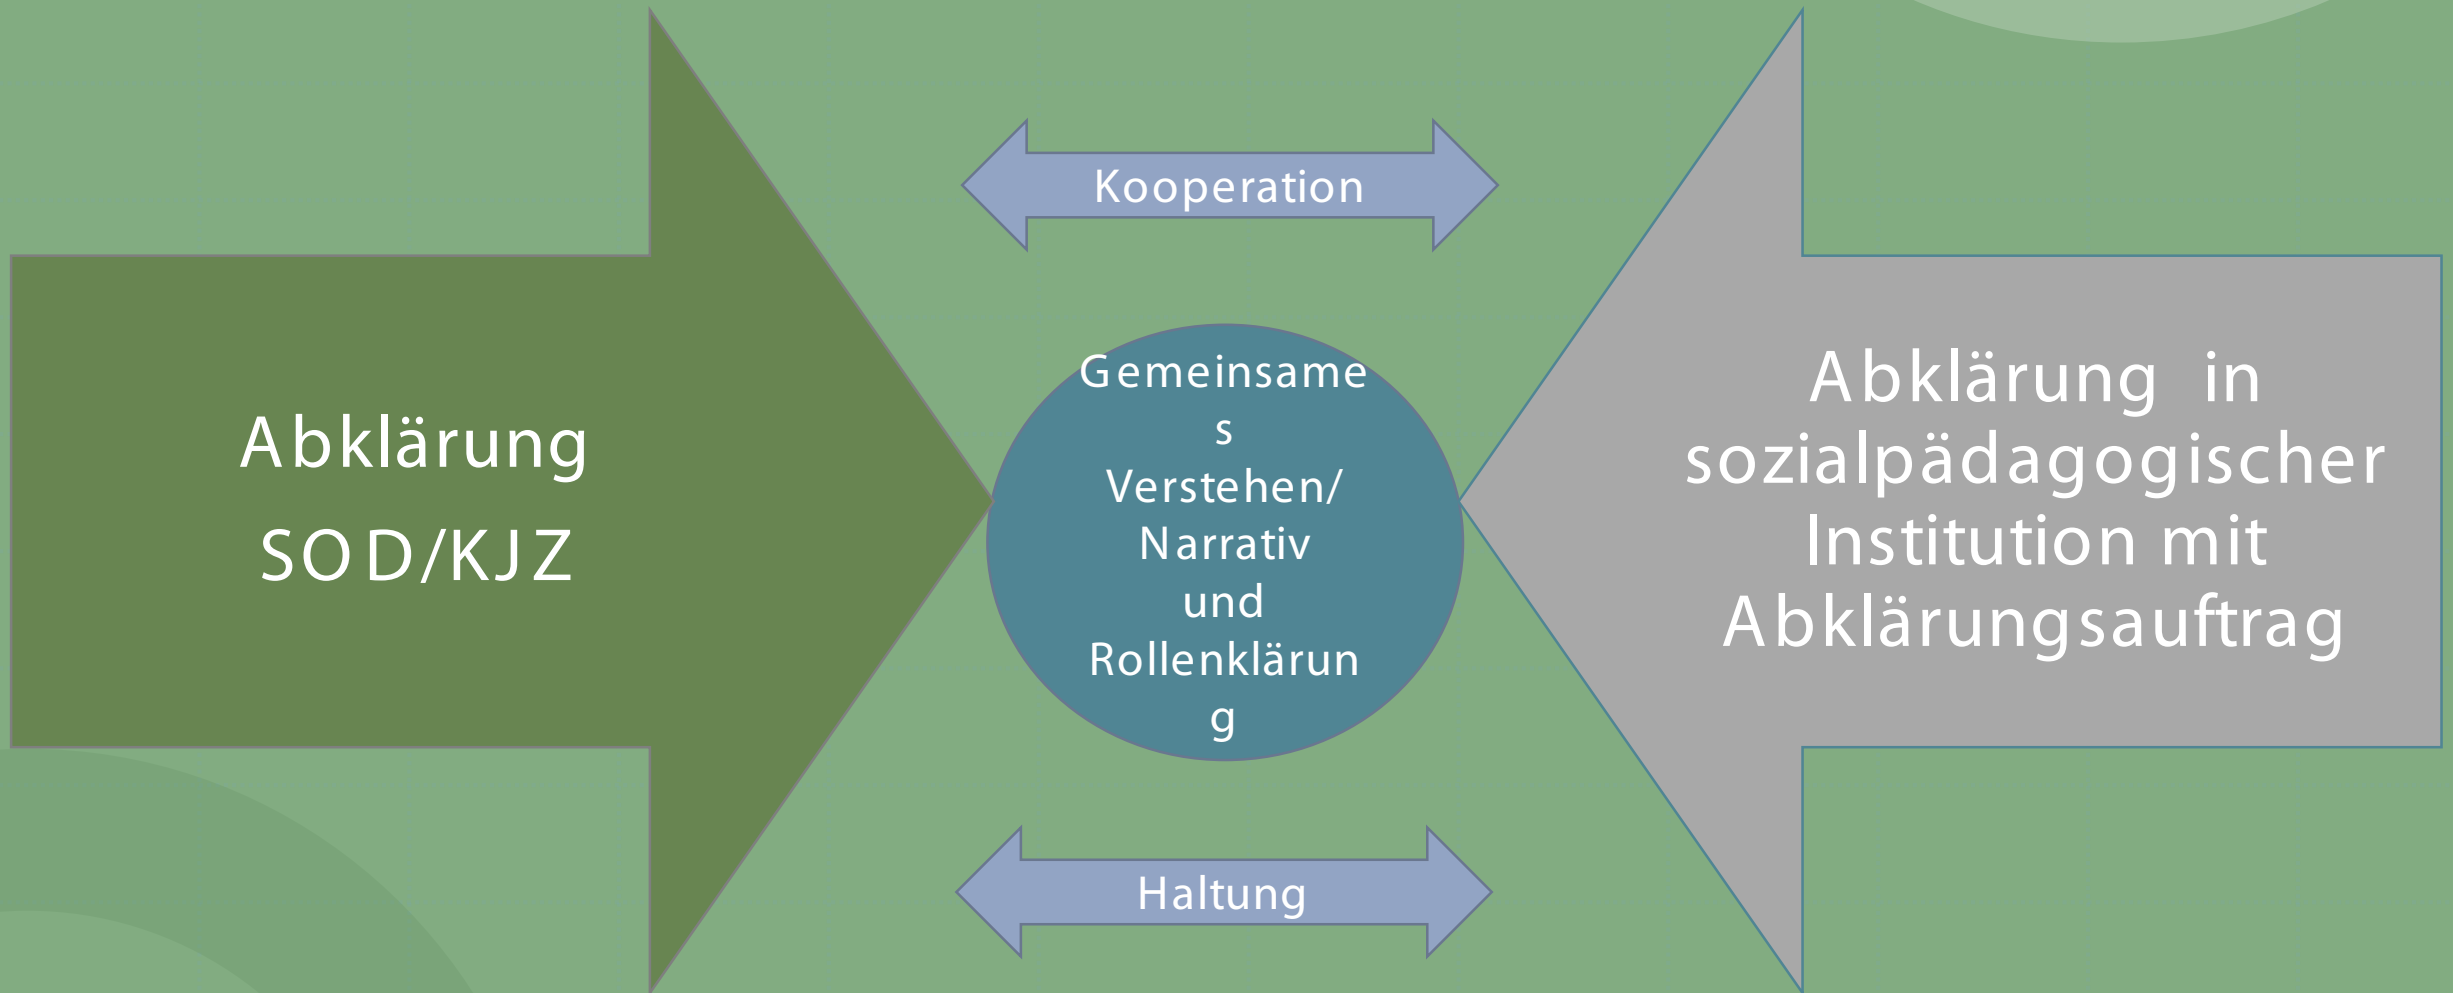 Kooperation
Abklärung
SOD/KJZ
Gemeinsame
s
Verstehen/
Narrativ
und
Rollenklärun
g
Abklärung in
sozialpädagogischer
Institution mit
Abklärungsauftrag
Haltung